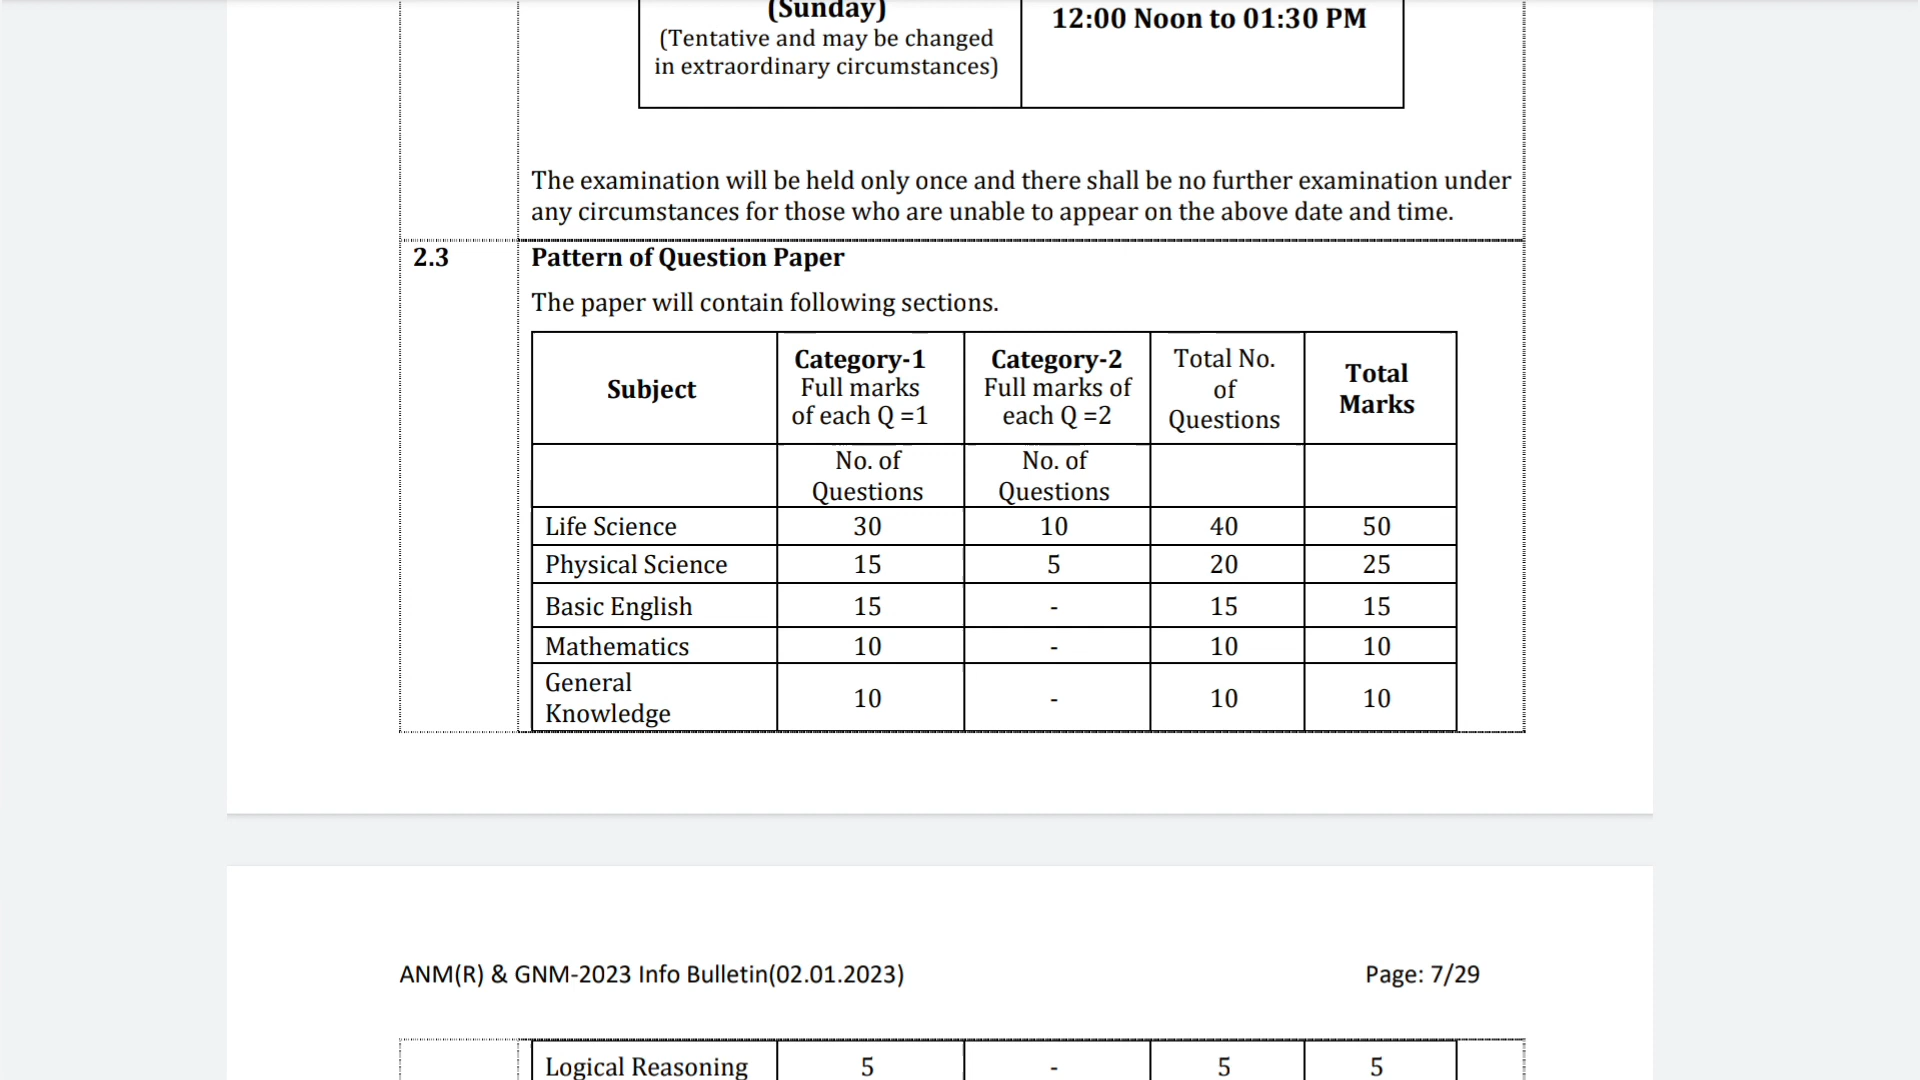 (Sunday)
(Tentative and may be changed
in extraordinary circumstances)
12:00 Noon to 01:30 PM
The examination will be held only once and there shall be no further examination under
any circumstances for those who are unable to appear on the above date and time.
2.3 Pattern of Question Paper
The paper will contain following sections.
Subject
Category-1
Full marks
of each Q =1
Category-2
Full marks of
each Q =2
Total No.
of
Questions
Total
Marks
No. of
Questions
No. of
Questions
Life Science 30 10 40 50
Physical Science 15 5 20 25
Basic English 15 - 15 15
Mathematics 10 - 10 10
General
Knowledge
10 - 10 10
ANM(R) & GNM-2023 Info Bulletin(02.01.2023) Page: 7/29
Logical Reasoning 5 - 5 5